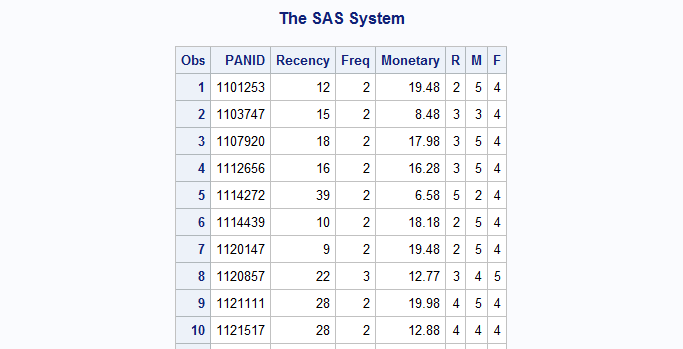 The SAS System
Obs PANID Recency Freq Monetary R M F
1 1101253 12 2 19.48 2 5 4
2 1103747 15 2 8.48 3 3 4
3 1107920 18 2 17.98 3 5 4
4 1112656 16 2 16.28 3 5 4
5 1114272 39 2 6.58 5 2 4
6 1114439 10 2 18.18 2 5 4
7 1120147 9 2 19.48 2 5 4
8 1120857 22 3 12.77 3 4 5
9 1121111 28 2 19.98 4 5 4
10 1121517 28 2 12.88 4 4 4